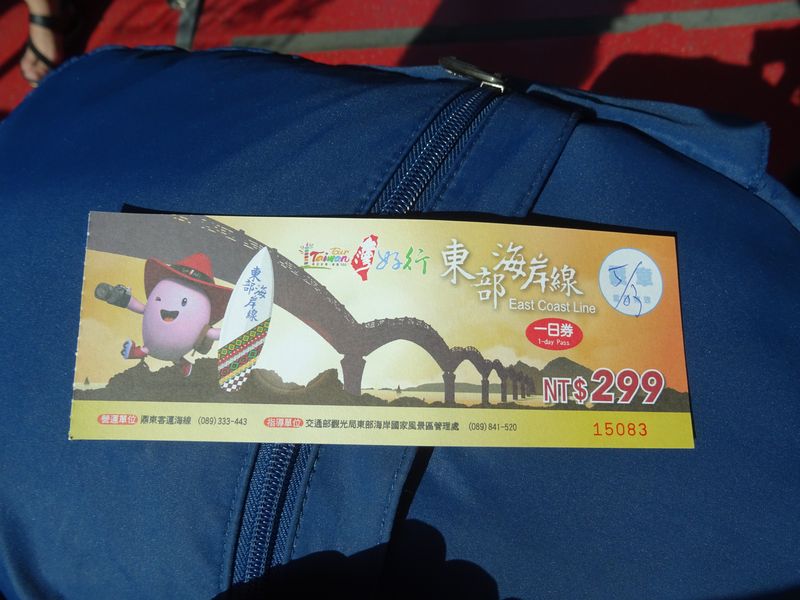 Tour
Taiwan
台灣好行
東部海岸線
East Coast Line
一日券
1-day Pass
NT$299
東部海岸線
營運單位 鼎東客運海線 (089)333-443 指導單位 交通部觀光局東部海岸國家風景區管理處 (089)841-520
15083